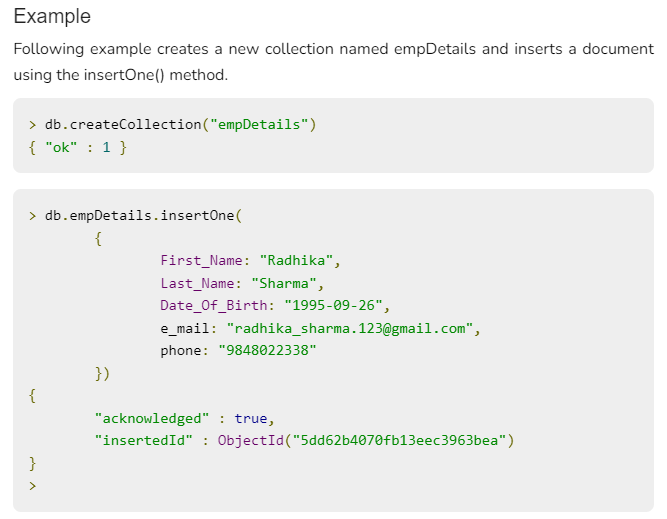 Example
Following example creates a new collection named empDetails and inserts a document
using the insertOne() method.
> db.createCollection("empDetails")
{ "ok" : 1 }
> db.empDetails.insertOne(
{
First_Name: "Radhika",
Last_Name: "Sharma",
Date_Of_Birth: "1995-09-26",
e_mail: "radhika_sharma.123@gmail.com",
phone: "9848022338"
})
{
"acknowledged" : true,
"insertedId" : ObjectId("5dd62b4070fb13eec3963bea")
}
>